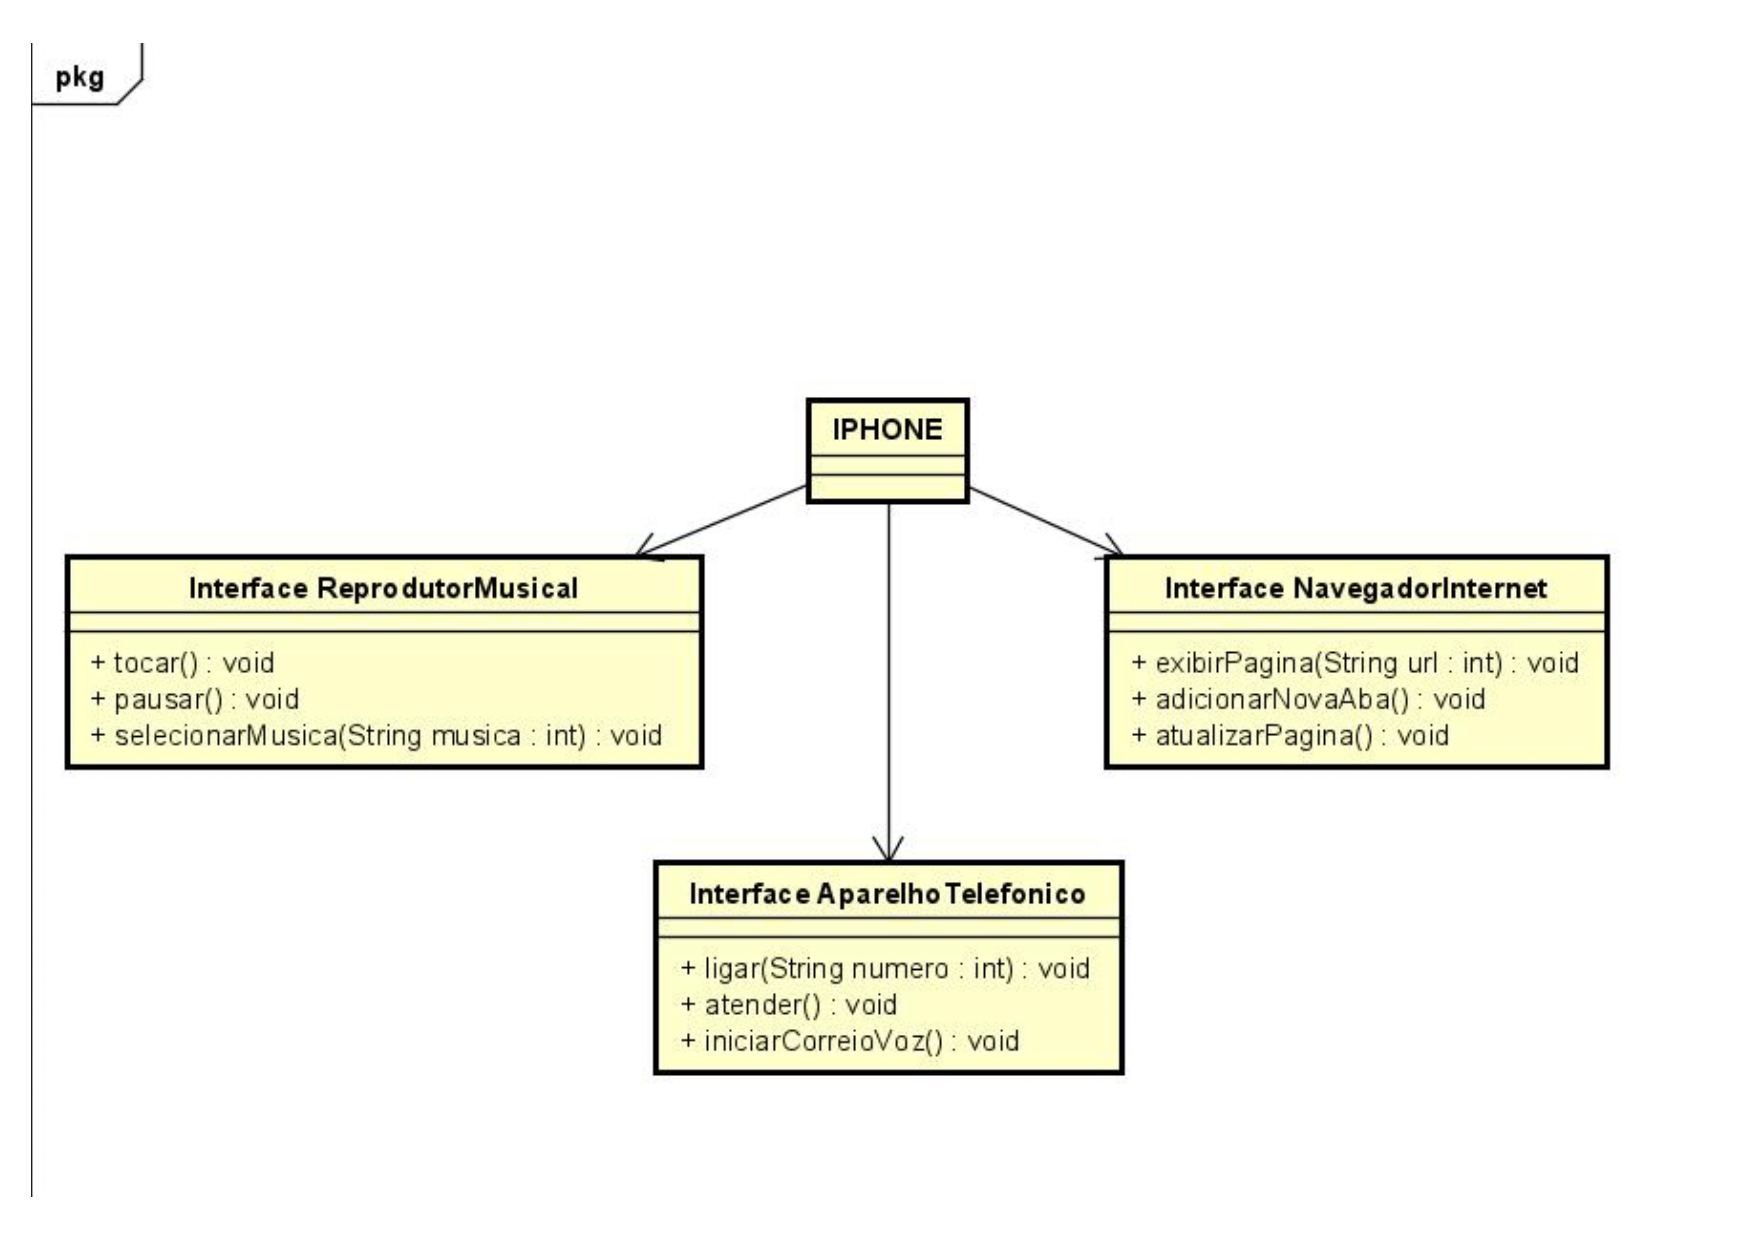 pkg
IPHONE
Interface ReprodutorMusical
+ tocar() : void
+ pausar() : void
+ selecionarMusica(String musica : int) : void
Interface NavegadorInternet
+ exibirPagina(String url : int) : void
+ adicionarNovaAba() : void
+ atualizarPagina() : void
Interface AparelhoTelefonico
+ ligar(String numero : int) : void
+ atender() : void
+ iniciarCorreioVoz() : void